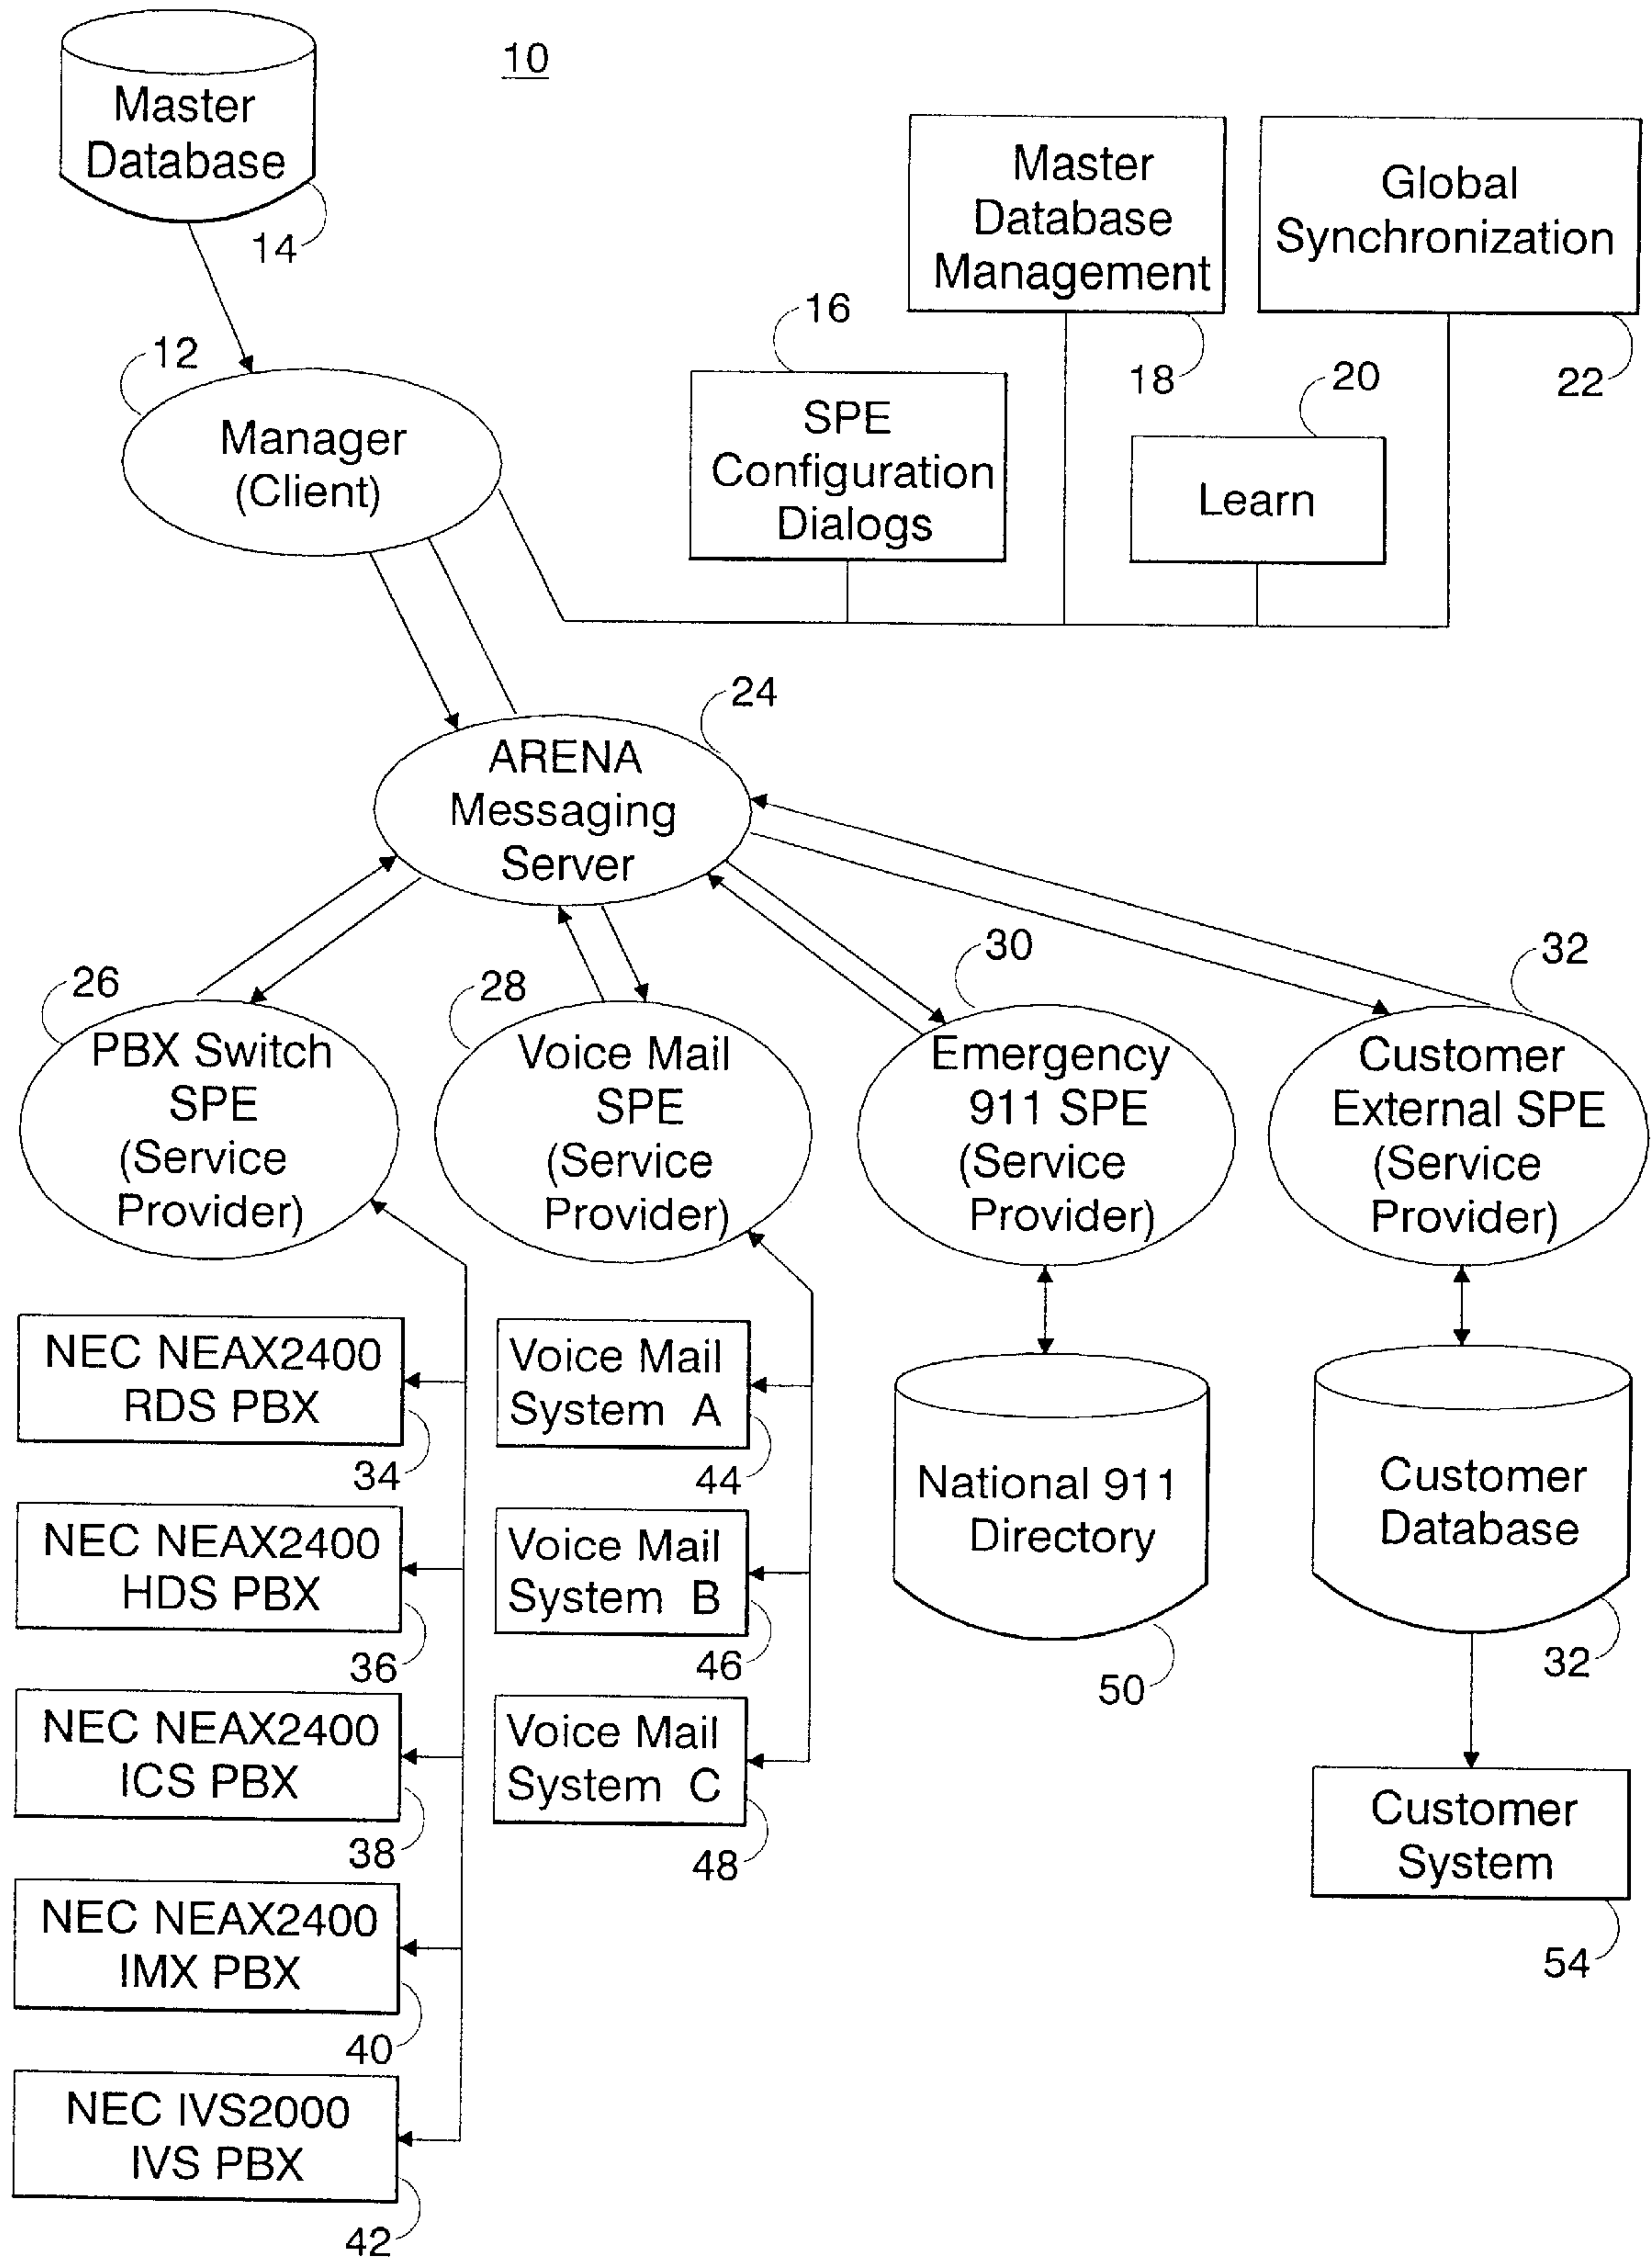 10
Master
Database
14
Master
Database
Management
18
Global
Synchronization
22
16
SPE
Configuration
Dialogs
20
Learn
12
Manager
(Client)
24
ARENA
Messaging
Server
26
PBX Switch
SPE
(Service
Provider)
28
Voice Mail
SPE
(Service
Provider)
30
Emergency
911 SPE
(Service
Provider)
32
Customer
External SPE
(Service
Provider)
NEC NEAX2400
RDS PBX
34
NEC NEAX2400
HDS PBX
36
NEC NEAX2400
ICS PBX
38
NEC NEAX2400
IMX PBX
40
NEC IVS2000
IVS PBX
42
Voice Mail
System A
44
Voice Mail
System B
46
Voice Mail
System C
48
National 911
Directory
50
Customer
Database
32
Customer
System
54